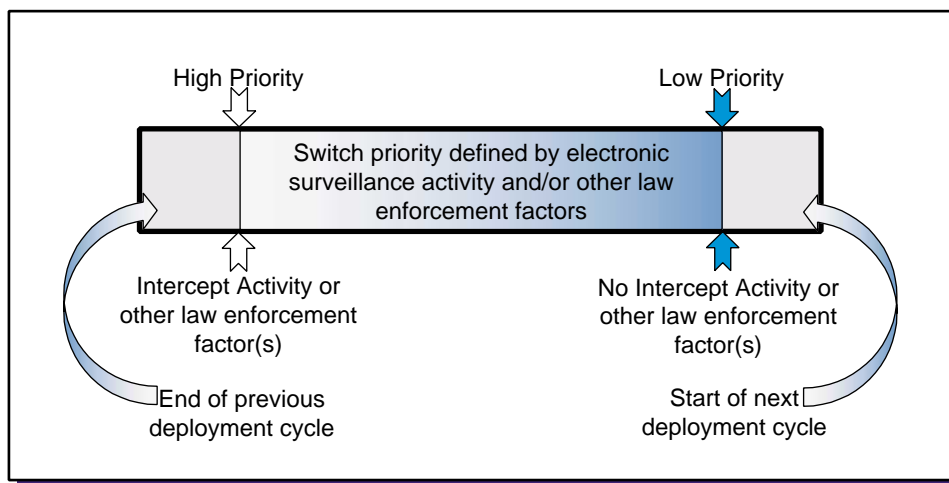 High Priority
Low Priority
Switch priority defined by electronic
surveillance activity and/or other law
enforcement factors
Intercept Activity or
other law enforcement
factor(s)
No Intercept Activity or
other law enforcement
factor(s)
End of previous
deployment cycle
Start of next
deployment cycle